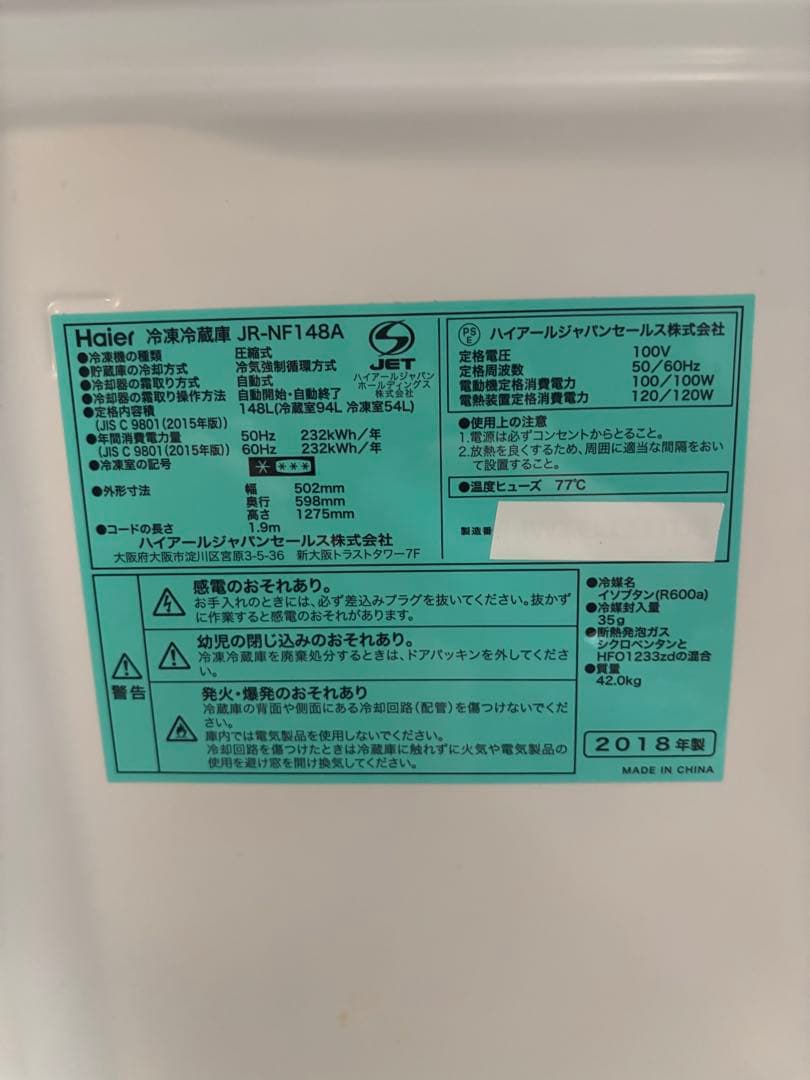 Haier 冷凍冷蔵庫 JR-NF148A
●冷凍機の種類 圧縮式
●貯蔵庫の冷却方式 冷気強制循環方式
●冷却器の霜取り方式 自動式
●冷却器の霜取り操作方法 自動開始・自動終了
●定格内容積 148L(冷蔵室94L 冷凍室54L)
(JIS C 9801(2015年版))
●年間消費電力量 50Hz 232kWh/年
(JIS C 9801(2015年版)) 60Hz 232kWh/年
●冷凍室の記号
●外形寸法 幅 502mm
奥行 598mm
高さ 1275mm
●コードの長さ 1.9m
ハイアールジャパンセールス株式会社
大阪府大阪市淀川区宮原3-5-36 新大阪トラストタワー7F
JET
ハイアールジャパン
ホールディングス
株式会社
PS
E
ハイアールジャパンセールス株式会社
定格電圧 100V
定格周波数 50/60Hz
電動機定格消費電力 100/100W
電熱装置定格消費電力 120/120W
●使用上の注意
1.電源は必ずコンセントからとること。
2.放熱を良くするため、周囲に適当な間隔をおい
て設置すること。
●温度ヒューズ 77℃
製造番
警告
感電のおそれあり。
お手入れのときには、必ず差込みプラグを抜いてください。抜かず
に作業すると感電のおそれがあります。
幼児の閉じ込みのおそれあり。
冷凍冷蔵庫を廃棄処分するときは、ドアパッキンを外してくださ
い。
発火・爆発のおそれあり
冷蔵庫の背面や側面にある冷却回路(配管)を傷つけないでくだ
さい。
庫内では電気製品を使用しないでください。
冷却回路を傷つけたときは冷蔵庫に触れずに火気や電気製品の
使用を避け窓を開け換気してください。
●冷媒名
イソブタン(R600a)
●冷媒封入量
35g
●断熱発泡ガス
シクロペンタンと
HFO1233zdの混合
●質量
42.0kg
2018年製
MADE IN CHINA